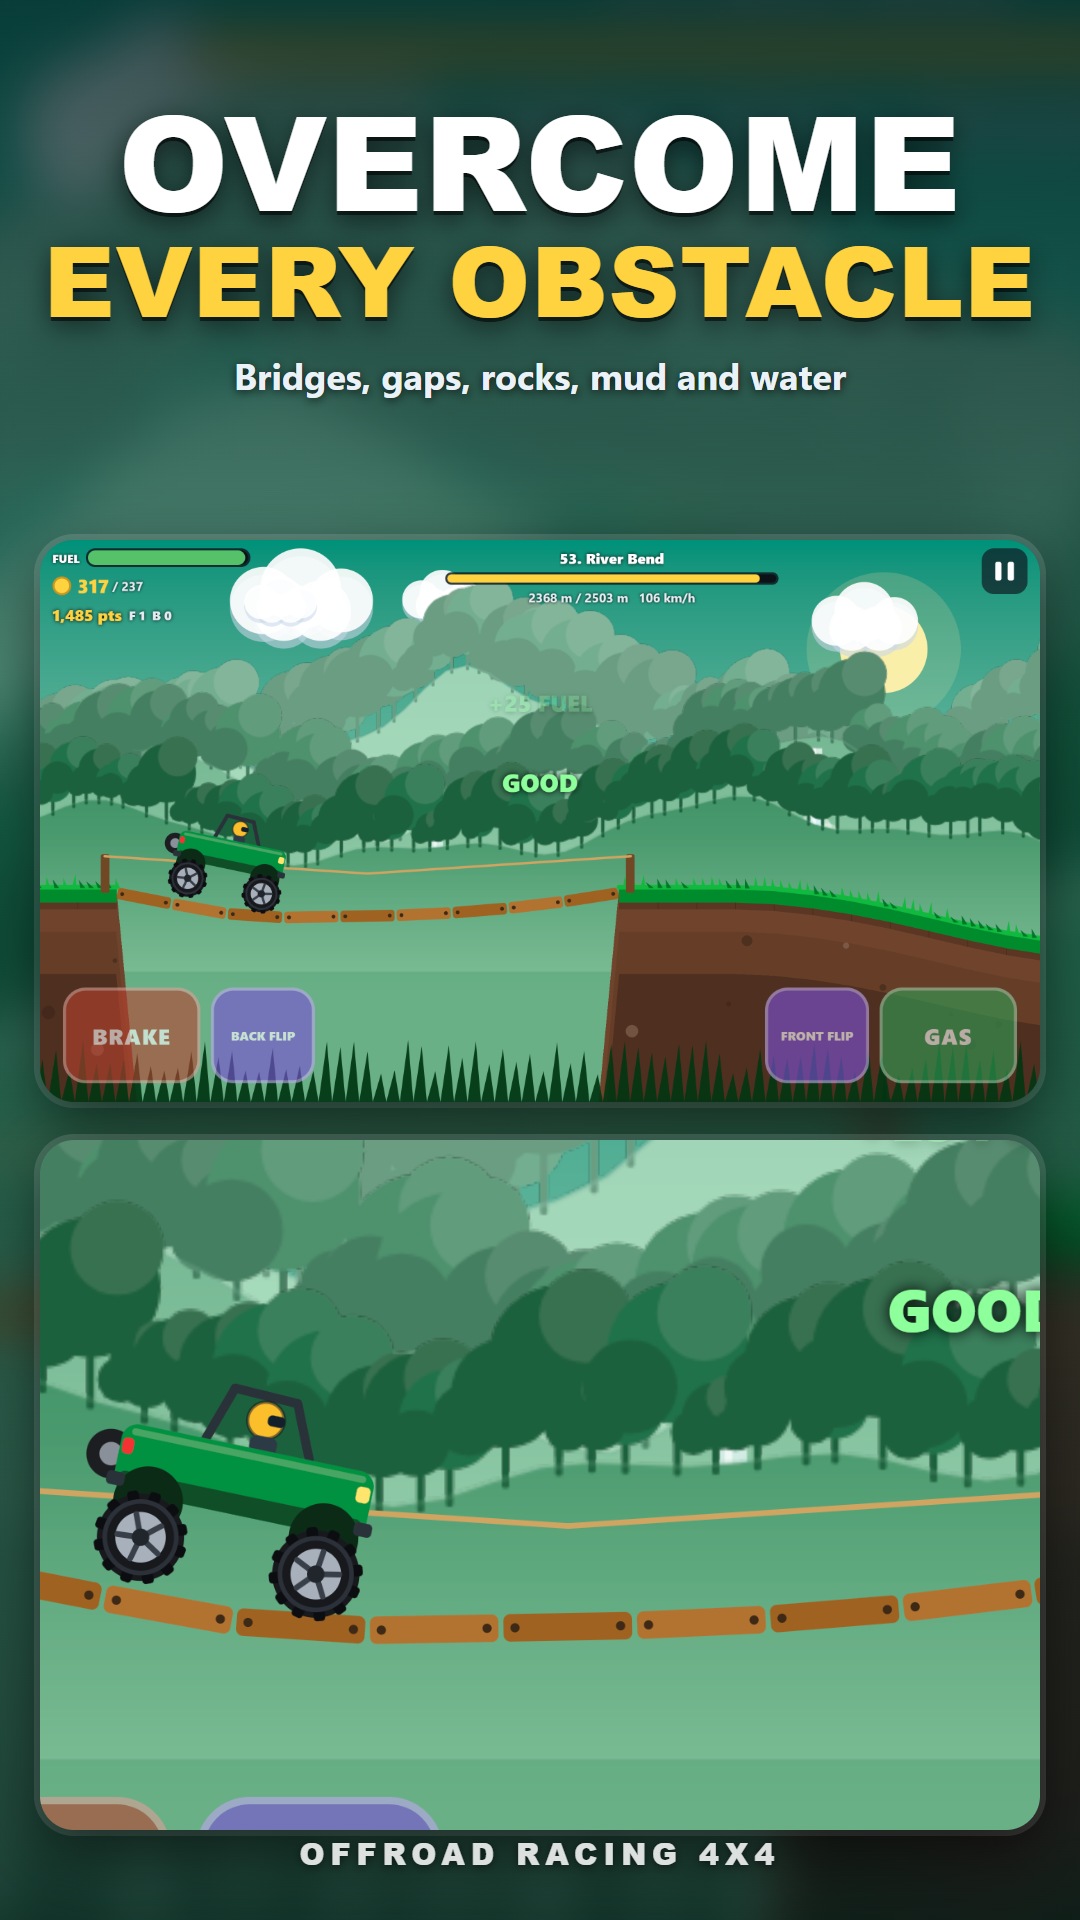 OVERCOME
EVERY OBSTACLE
Bridges, gaps, rocks, mud and water
FUEL
53. River Bend
317 / 237
2368 m / 2503 m 106 km/h
1,485 pts F 1 B 0
+25 FUEL
GOOD
BRAKE
BACK FLIP
FRONT FLIP
GAS
GOOD
OFFROAD RACING 4X4